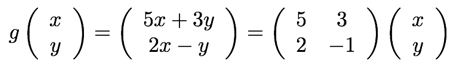 g ( x y ) = ( 5x + 3y 2x − y ) = ( 5 3 2 −1 ) ( x y )